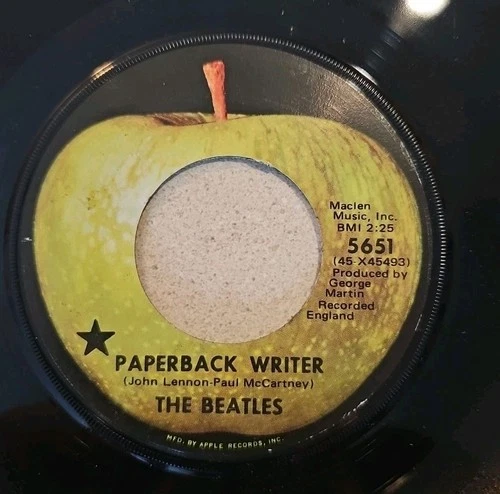 Maclen
Music, Inc.
BMI 2:25
5651
(45-X45493)
Produced by
George
Martin
Recorded
England
PAPERBACK WRITER
(John Lennon-Paul McCartney)
THE BEATLES
MFD. BY APPLE RECORDS, INC.